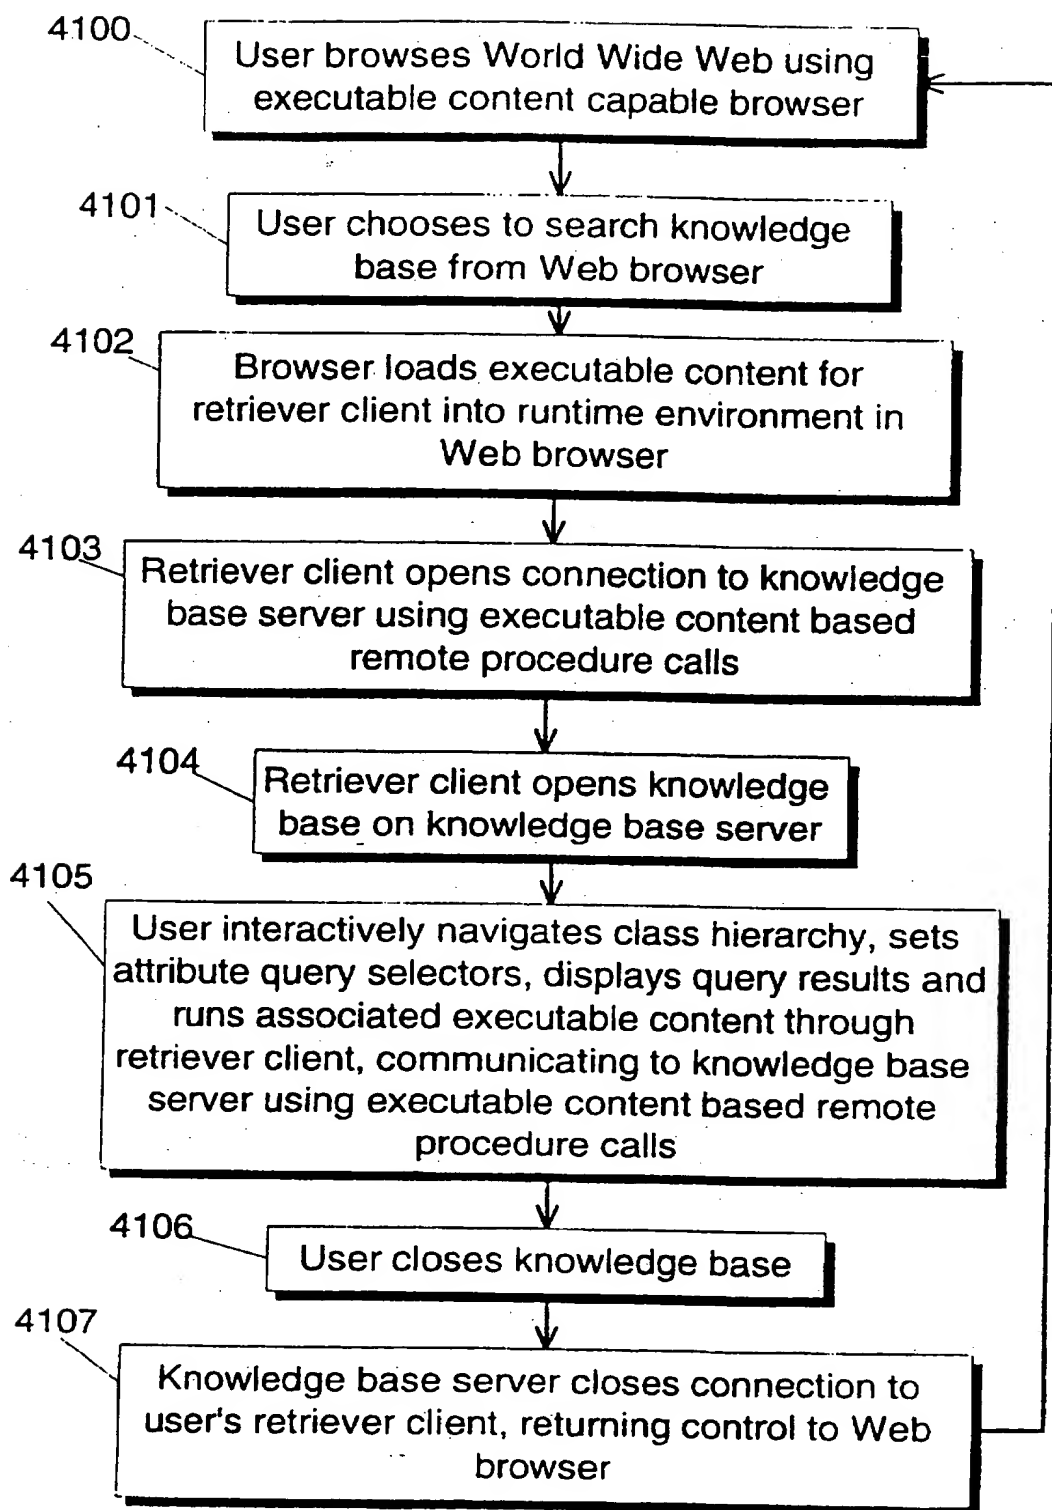 4100
User browses World Wide Web using
executable content capable browser
4101
User chooses to search knowledge
base from Web browser
4102
Browser loads executable content for
retriever client into runtime environment in
Web browser
4103
Retriever client opens connection to knowledge
base server using executable content based
remote procedure calls
4104
Retriever client opens knowledge
base on knowledge base server
4105
User interactively navigates class hierarchy, sets
attribute query selectors, displays query results and
runs associated executable content through
retriever client, communicating to knowledge base
server using executable content based remote
procedure calls
4106
User closes knowledge base
4107
Knowledge base server closes connection to
user's retriever client, returning control to Web
browser